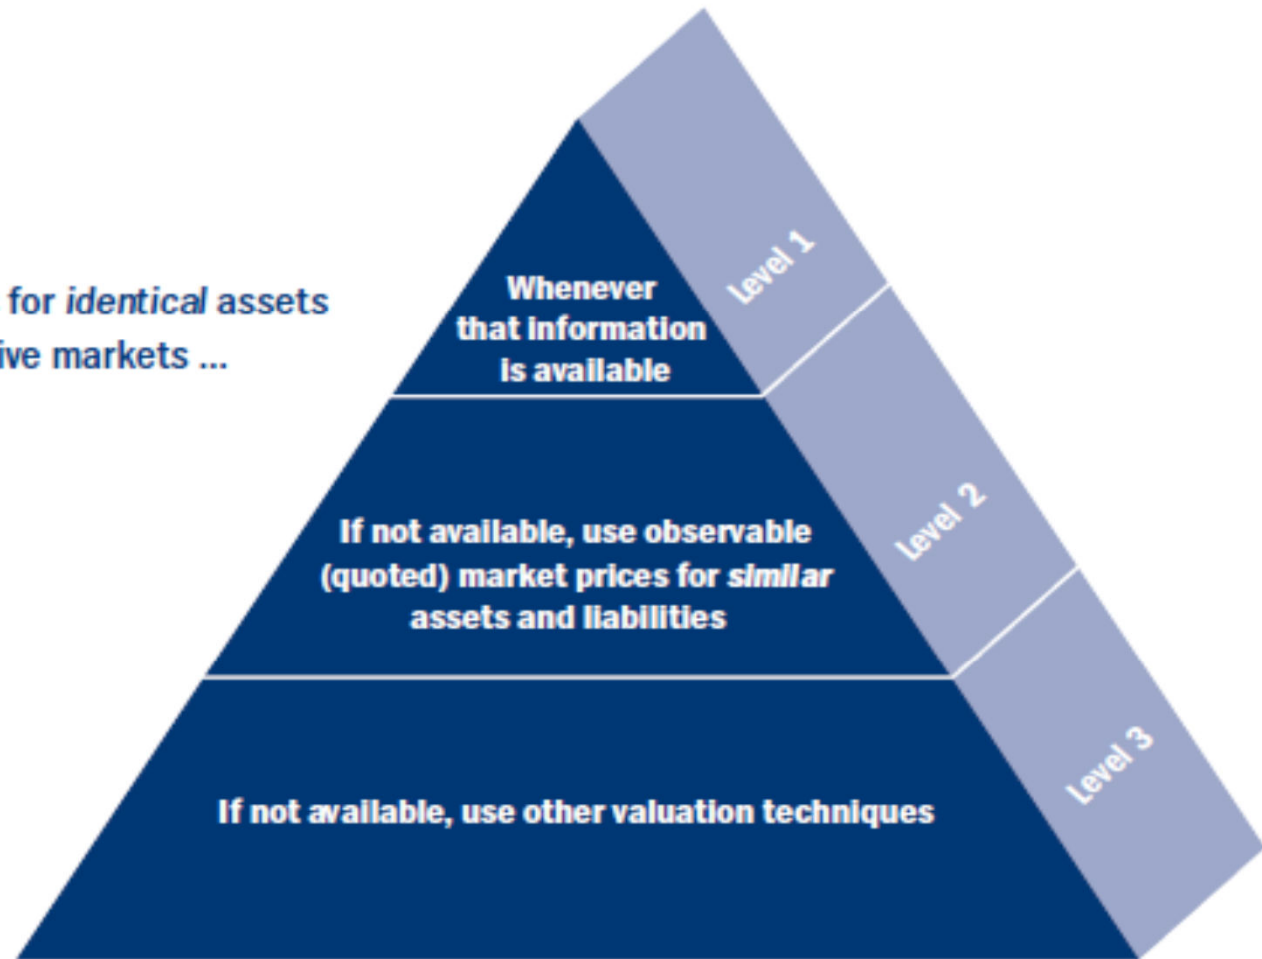 for identical assets
ive markets ...
Whenever
that information
is available
Level 1
If not available, use observable
(quoted) market prices for similar
assets and liabilities
Level 2
If not available, use other valuation techniques
Level 3